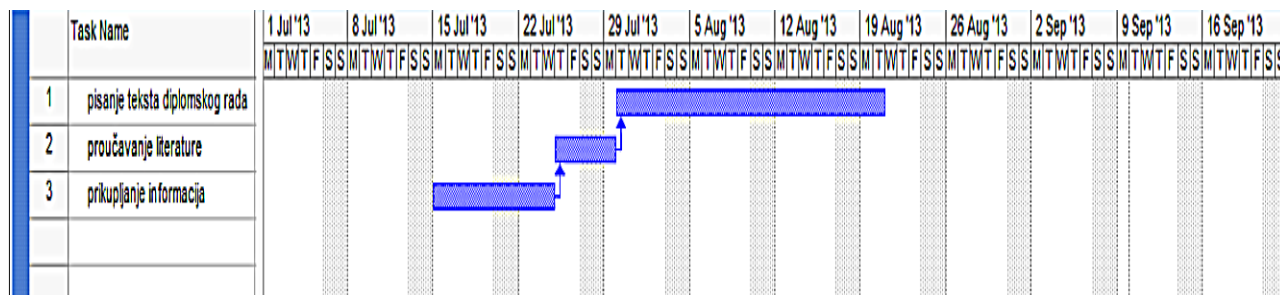 Task Name
1 Jul '13 8 Jul '13 15 Jul '13 22 Jul '13 29 Jul '13 5 Aug '13 12 Aug '13 19 Aug '13 26 Aug '13 2 Sep '13 9 Sep '13 16 Sep '13
M T W T F S S M T W T F S S M T W T F S S M T W T F S S M T W T F S S M T W T F S S M T W T F S S M T W T F S S M T W T F S S M T W T F S S M T W T F S S M T W T F S S
1 pisanje teksta diplomskog rada
2 proučavanje literature
3 prikupljanje informacija